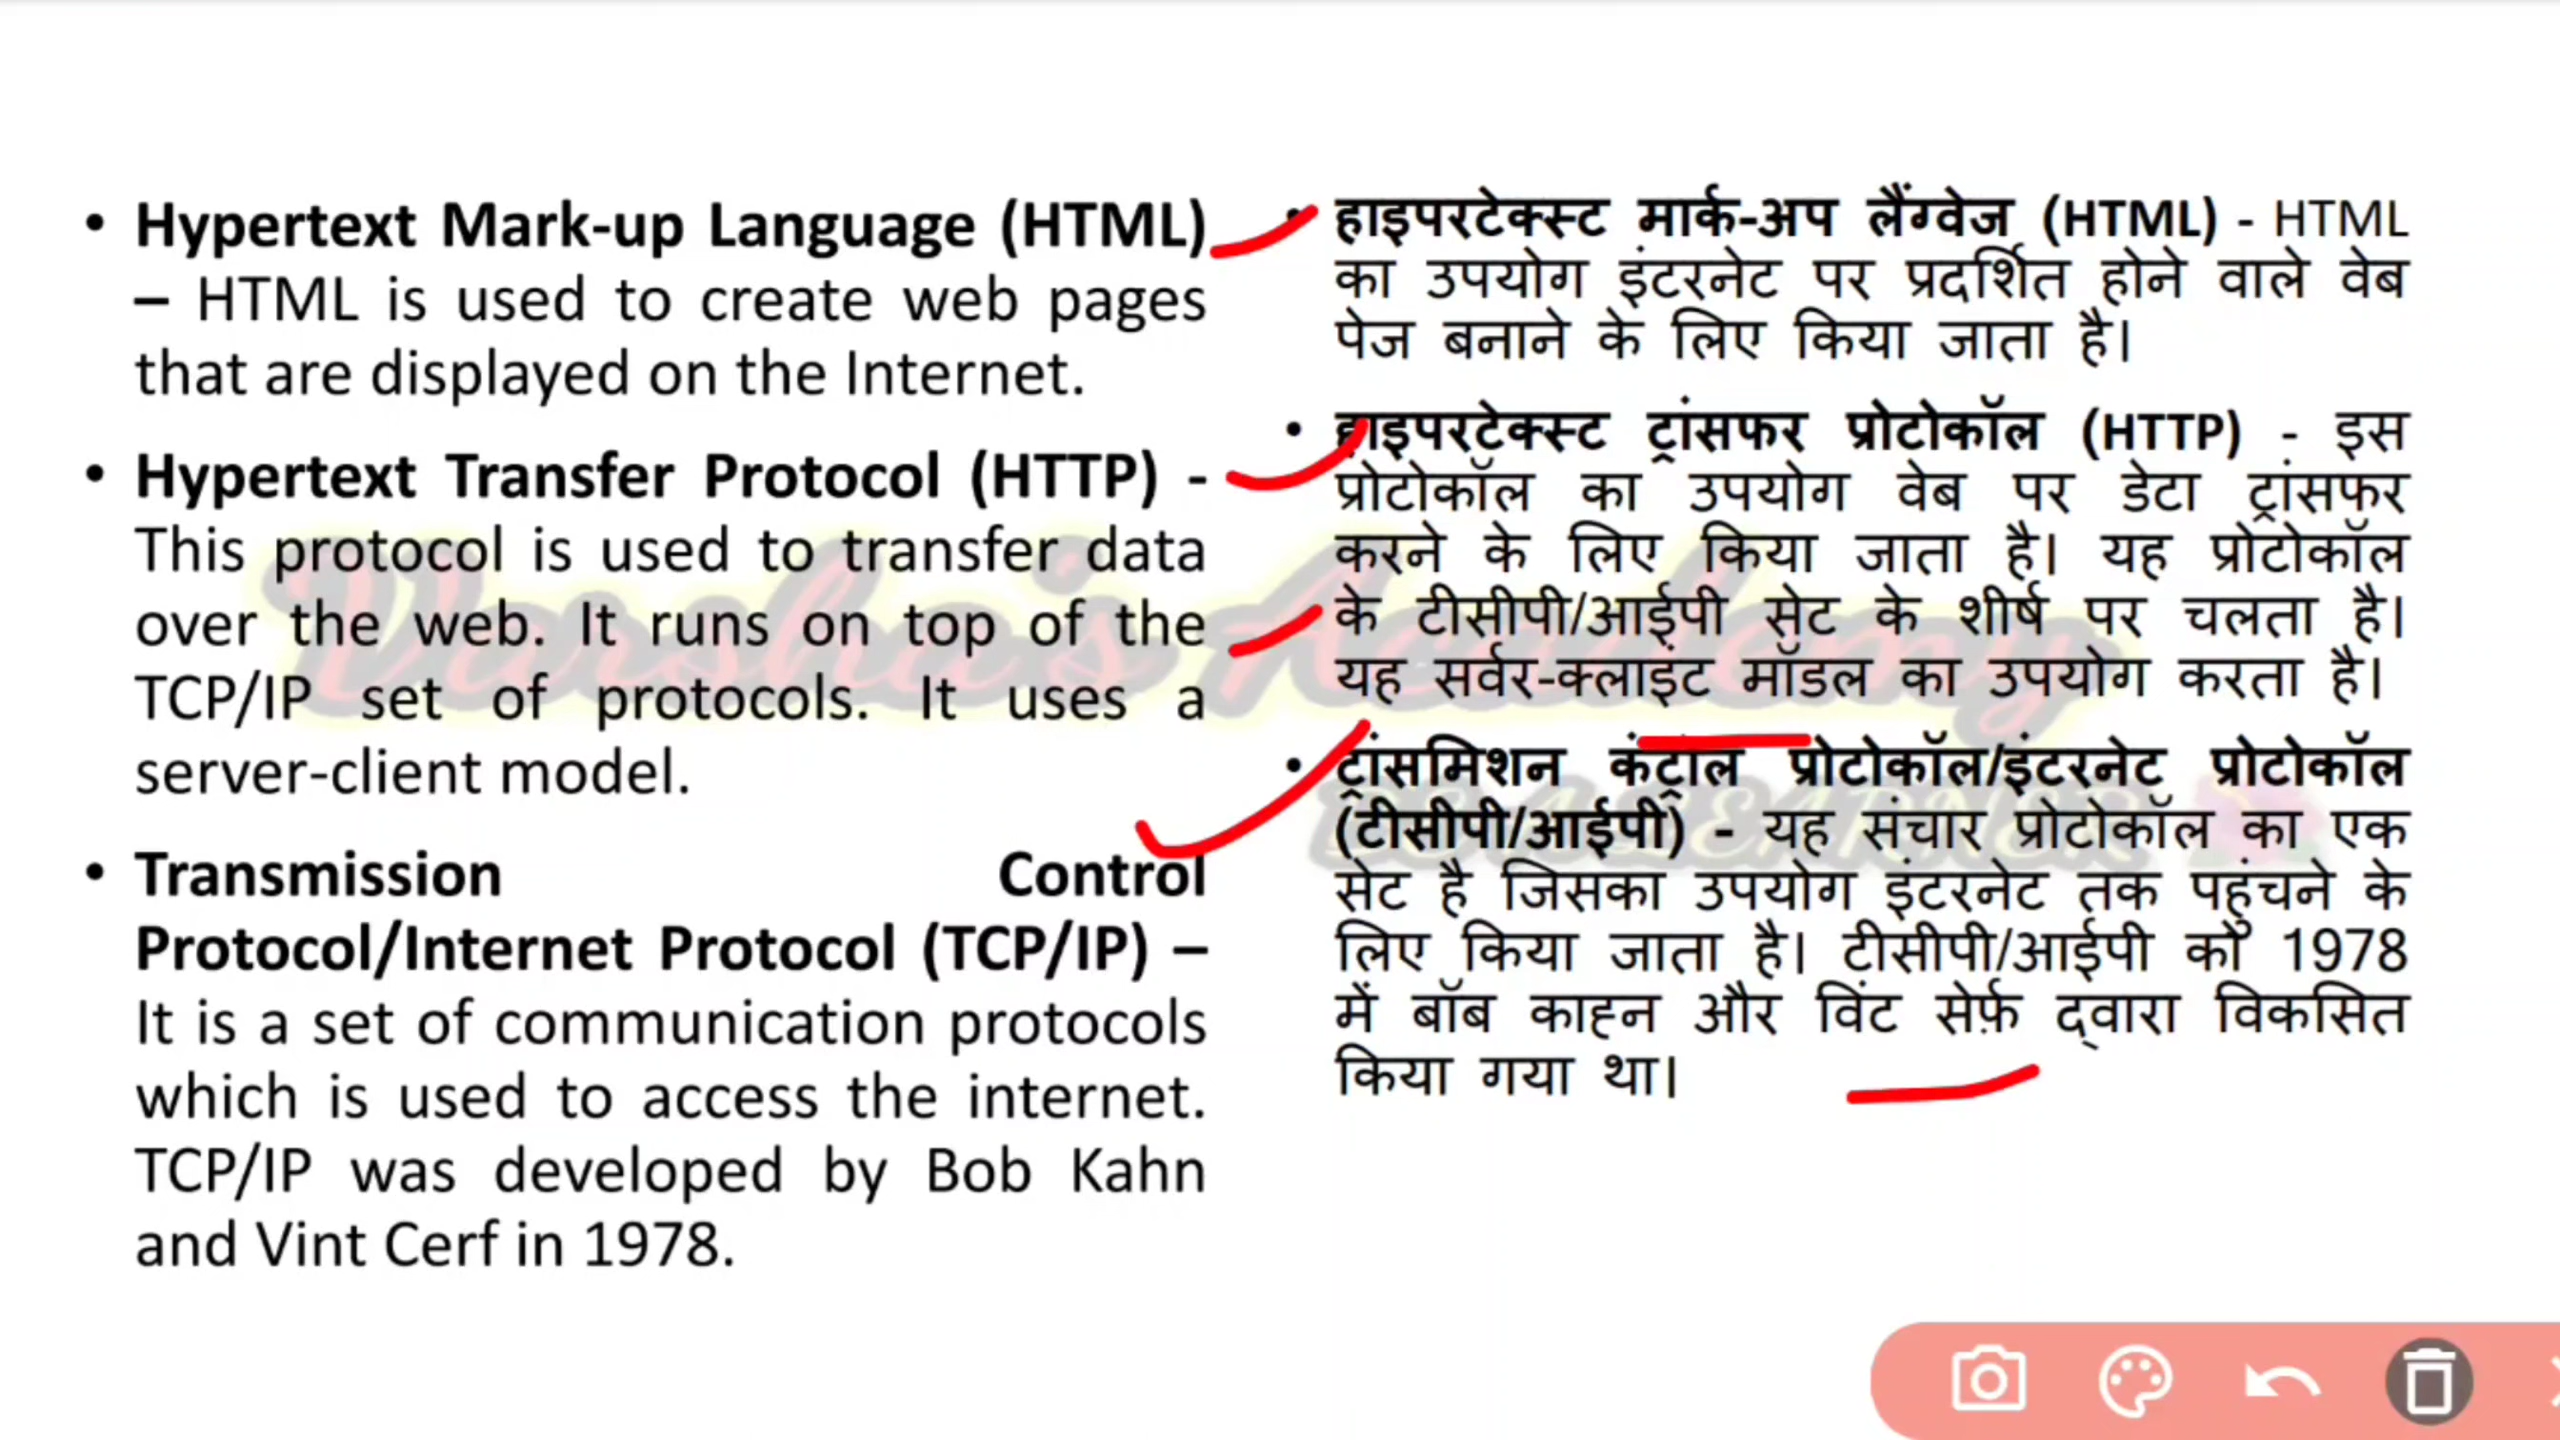 • Hypertext Mark-up Language (HTML)
– HTML is used to create web pages
that are displayed on the Internet.
• Hypertext Transfer Protocol (HTTP) -
This protocol is used to transfer data
over the web. It runs on top of the
TCP/IP set of protocols. It uses a
server-client model.
• Transmission Control
Protocol/Internet Protocol (TCP/IP) –
It is a set of communication protocols
which is used to access the internet.
TCP/IP was developed by Bob Kahn
and Vint Cerf in 1978.
• हाइपरटेक्स्ट मार्क-अप लैंग्वेज (HTML) - HTML
का उपयोग इंटरनेट पर प्रदर्शित होने वाले वेब
पेज बनाने के लिए किया जाता है।
• हाइपरटेक्स्ट ट्रांसफर प्रोटोकॉल (HTTP) - इस
प्रोटोकॉल का उपयोग वेब पर डेटा ट्रांसफर
करने के लिए किया जाता है। यह प्रोटोकॉल
के टीसीपी/आईपी सेट के शीर्ष पर चलता है।
यह सर्वर-क्लाइंट मॉडल का उपयोग करता है।
• ट्रांसमिशन कंट्रोल प्रोटोकॉल/इंटरनेट प्रोटोकॉल
(टीसीपी/आईपी) - यह संचार प्रोटोकॉल का एक
सेट है जिसका उपयोग इंटरनेट तक पहुंचने के
लिए किया जाता है। टीसीपी/आईपी को 1978
में बॉब काह्न और विंट सेर्फ़ द्वारा विकसित
किया गया था।
Varsha's Academy
BE A LEARNER